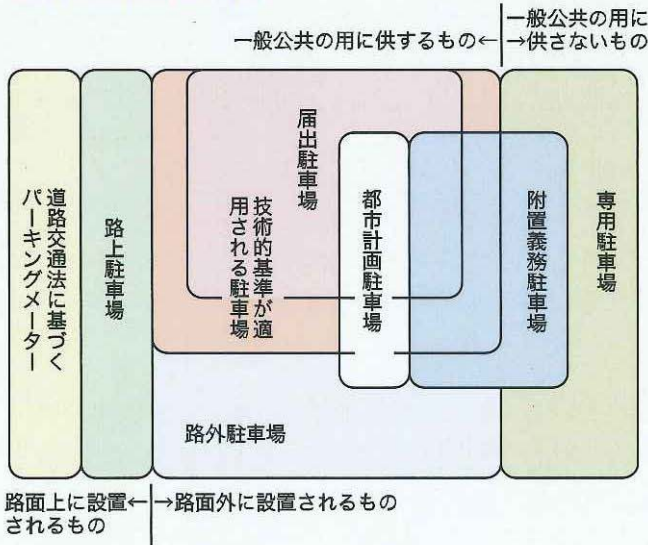 一般公共の用に供するもの←
一般公共の用に
→供さないもの
道路交通法に基づく
パーキングメーター
路上駐車場
届出駐車場
技術的基準が適
用される駐車場
都市計画駐車場
附置義務駐車場
専用駐車場
路外駐車場
路面上に設置←
されるもの
→路面外に設置されるもの